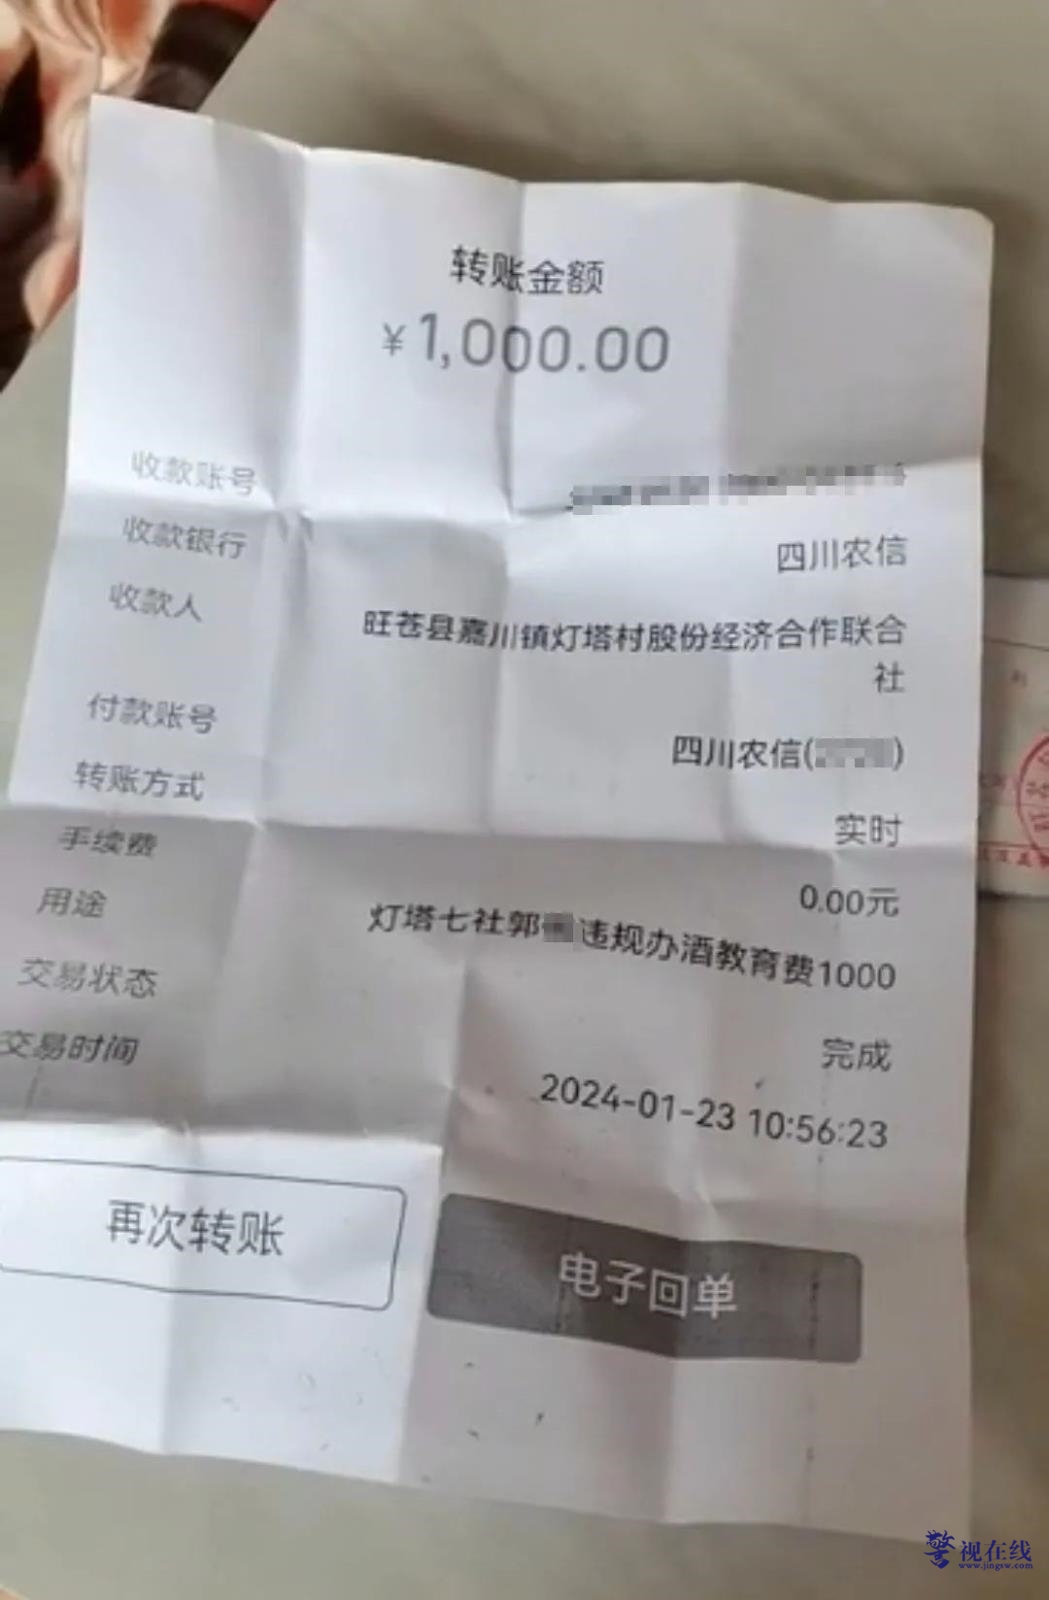 转账金额
¥1,000.00
收款账号
收款银行 四川农信
收款人 旺苍县嘉川镇灯塔村股份经济合作联合
社
付款账号 四川农信( )
转账方式 实时
手续费 0.00元
用途 灯塔七社郭 违规办酒教育费1000
交易状态 完成
交易时间 2024-01-23 10:56:23
再次转账 电子回单
警视在线
www.jingsw.com